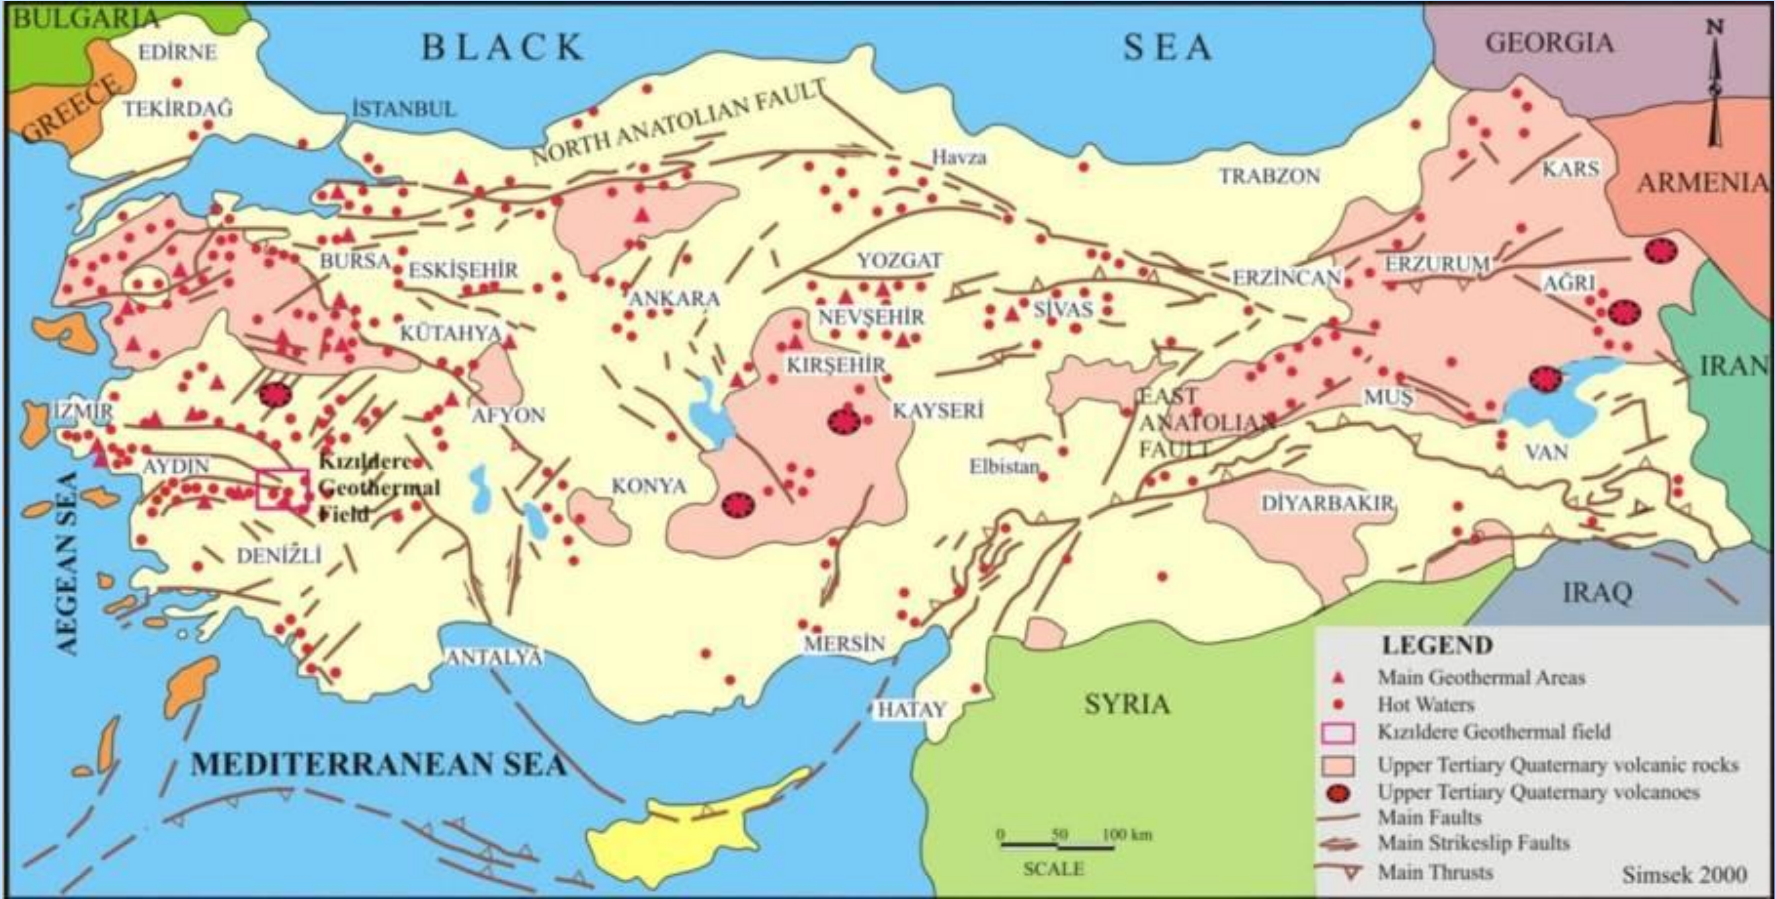 BULGARIA
EDİRNE
BLACK SEA
GEORGIA
N
GREECE
TEKİRDAĞ
İSTANBUL
NORTH ANATOLIAN FAULT
Havza
TRABZON
KARS
ARMENIA
BURSA
ESKİŞEHİR
ANKARA
YOZGAT
SİVAS
ERZİNCAN
ERZURUM
AĞRI
KÜTAHYA
NEVŞEHİR
KIRŞEHİR
IRAN
İZMİR
AFYON
KAYSERİ
EAST
ANATOLIAN
FAULT
MUŞ
VAN
AYDIN
Kızıldere
Geothermal
Field
KONYA
Elbistan
DİYARBAKIR
AEGEAN SEA
DENİZLİ
IRAQ
ANTALYA
MERSİN
HATAY
SYRIA
MEDITERRANEAN SEA
0 50 100 km
SCALE
LEGEND
Main Geothermal Areas
Hot Waters
Kızıldere Geothermal field
Upper Tertiary Quaternary volcanic rocks
Upper Tertiary Quaternary volcanoes
Main Faults
Main Strikeslip Faults
Main Thrusts
Simsek 2000